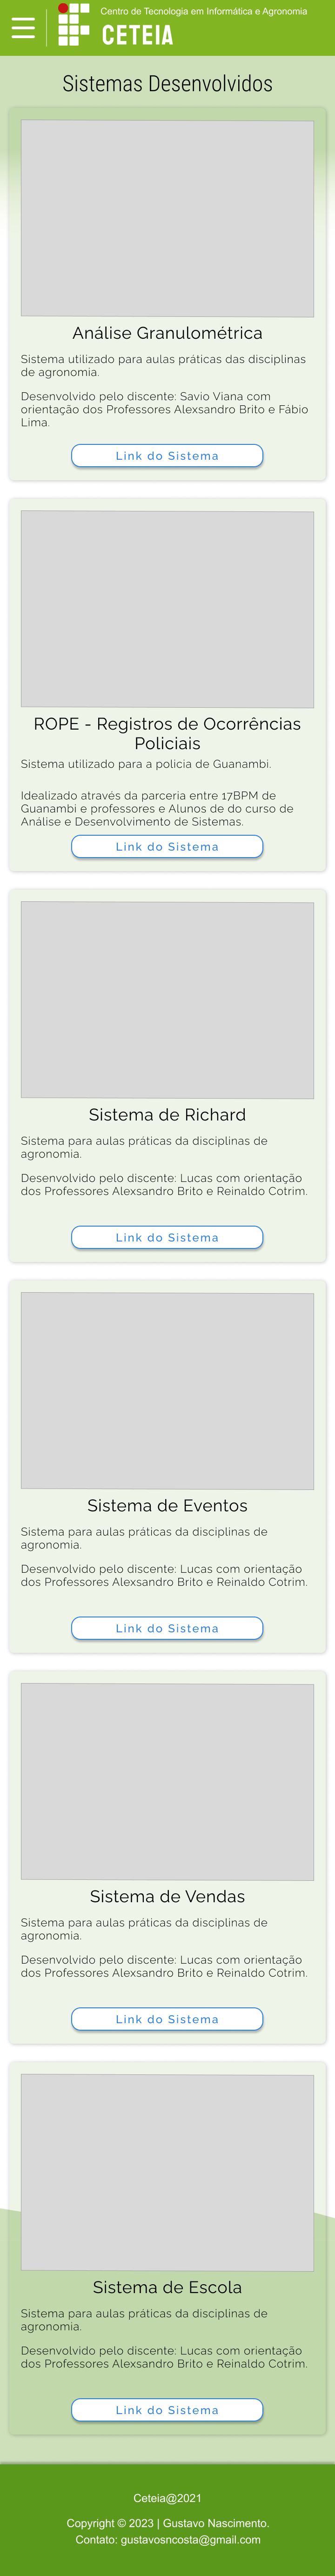 Centro de Tecnologia em Informática e Agronomia
CETEIA
Sistemas Desenvolvidos
Análise Granulométrica
Sistema utilizado para aulas práticas das disciplinas
de agronomia.
Desenvolvido pelo discente: Savio Viana com
orientação dos Professores Alexsandro Brito e Fábio
Lima.
Link do Sistema
ROPE - Registros de Ocorrências
Policiais
Sistema utilizado para a policia de Guanambi.
Idealizado através da parceria entre 17BPM de
Guanambi e professores e Alunos de do curso de
Análise e Desenvolvimento de Sistemas.
Link do Sistema
Sistema de Richard
Sistema para aulas práticas da disciplinas de
agronomia.
Desenvolvido pelo discente: Lucas com orientação
dos Professores Alexsandro Brito e Reinaldo Cotrim.
Link do Sistema
Sistema de Eventos
Sistema para aulas práticas da disciplinas de
agronomia.
Desenvolvido pelo discente: Lucas com orientação
dos Professores Alexsandro Brito e Reinaldo Cotrim.
Link do Sistema
Sistema de Vendas
Sistema para aulas práticas da disciplinas de
agronomia.
Desenvolvido pelo discente: Lucas com orientação
dos Professores Alexsandro Brito e Reinaldo Cotrim.
Link do Sistema
Sistema de Escola
Sistema para aulas práticas da disciplinas de
agronomia.
Desenvolvido pelo discente: Lucas com orientação
dos Professores Alexsandro Brito e Reinaldo Cotrim.
Link do Sistema
Ceteia@2021
Copyright © 2023 | Gustavo Nascimento.
Contato: gustavosncosta@gmail.com